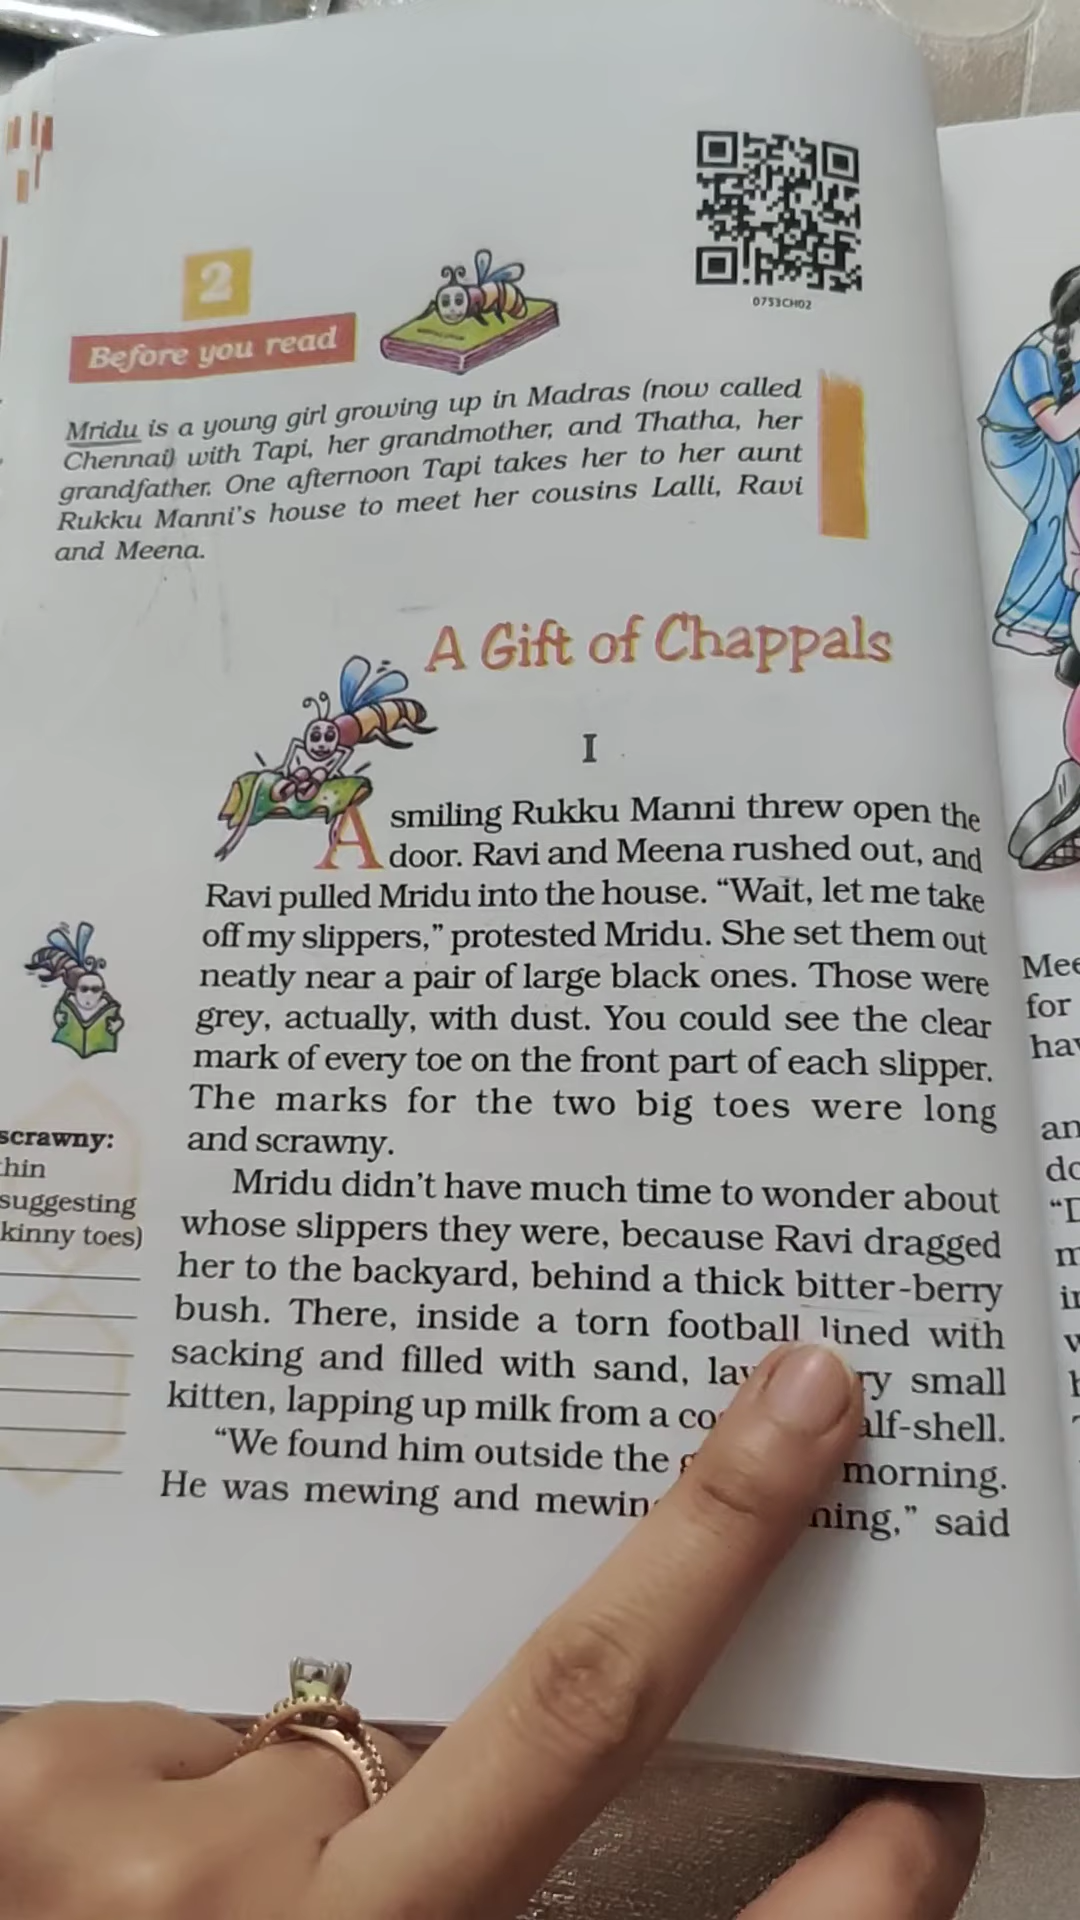 0753CH02
2
Before you read
Mridu is a young girl growing up in Madras (now called
Chennai) with Tapi, her grandmother, and Thatha, her
grandfather. One afternoon Tapi takes her to her aunt
Rukku Manni's house to meet her cousins Lalli, Ravi
and Meena.
A Gift of Chappals
I
A smiling Rukku Manni threw open the
door. Ravi and Meena rushed out, and
Ravi pulled Mridu into the house. “Wait, let me take
off my slippers,” protested Mridu. She set them out
neatly near a pair of large black ones. Those were
grey, actually, with dust. You could see the clear
mark of every toe on the front part of each slipper.
The marks for the two big toes were long
and scrawny.
Mridu didn't have much time to wonder about
whose slippers they were, because Ravi dragged
her to the backyard, behind a thick bitter-berry
bush. There, inside a torn football lined with
sacking and filled with sand, small
kitten, lapping up milk from a alf-shell.
“We found him outside the morning.
He was mewing and ning,” said
scrawny:
hin
suggesting
kinny toes)
Mee
for
hav
an
do